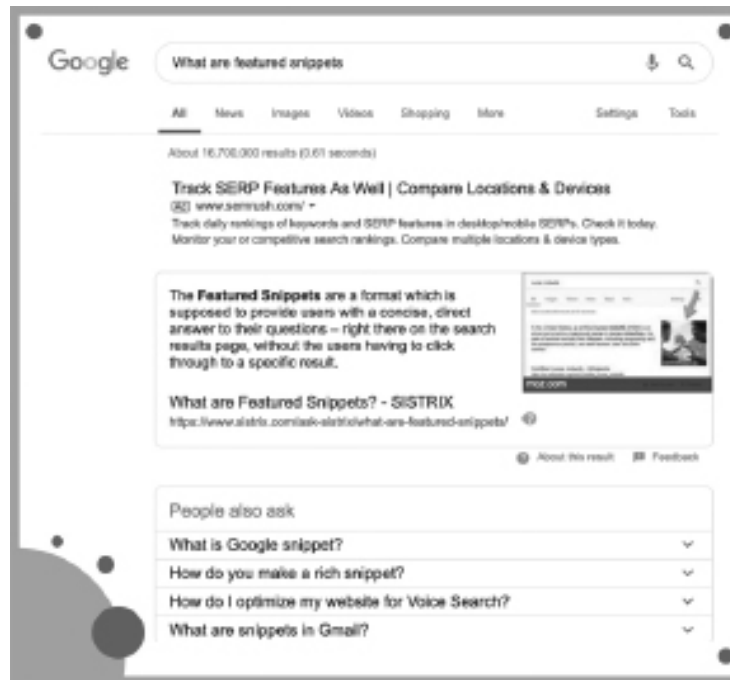 Google
What are featured snippets
All News Images Videos Shopping More Settings Tools
About 16,700,000 results (0.61 seconds)
Track SERP Features As Well | Compare Locations & Devices
Ad www.semrush.com/
Track daily rankings of keywords and SERP features in desktop/mobile SERPs. Check it today.
Monitor your or competitive search rankings. Compare multiple locations & device types.
The Featured Snippets are a format which is
supposed to provide users with a concise, direct
answer to their questions – right there on the search
results page, without the users having to click
through to a specific result.
moz.com
What are Featured Snippets? - SISTRIX
https://www.sistrix.com/ask-sistrix/what-are-featured-snippets/
About this result Feedback
People also ask
What is Google snippet?
How do you make a rich snippet?
How do I optimize my website for Voice Search?
What are snippets in Gmail?